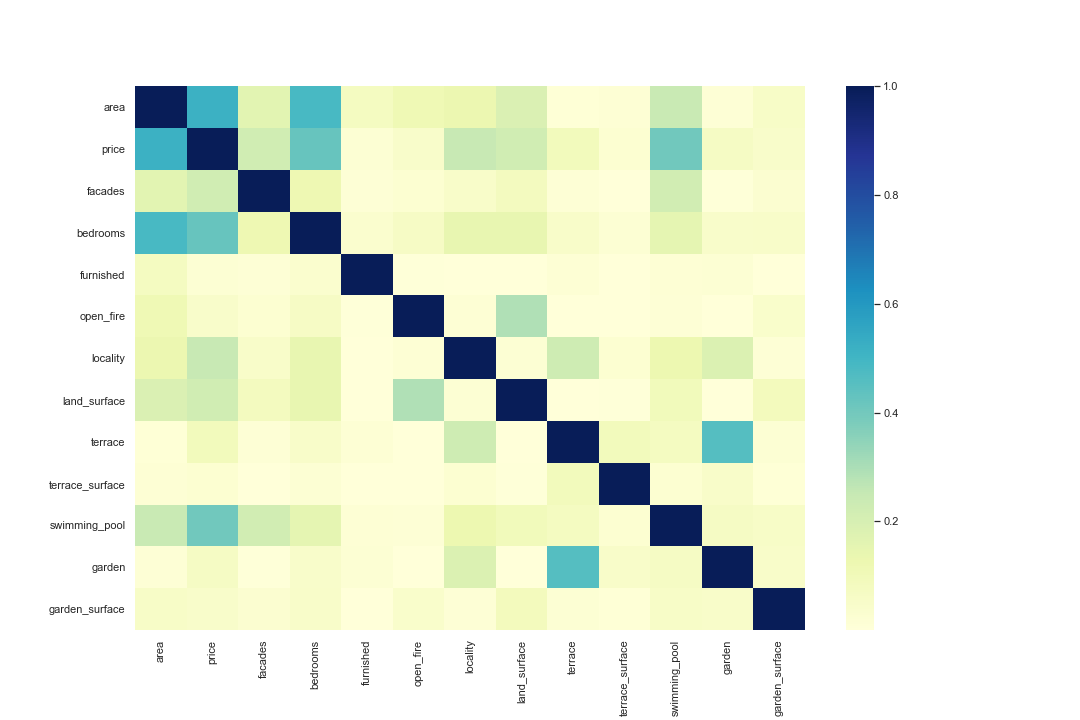 area
price
facades
bedrooms
furnished
open_fire
locality
land_surface
terrace
terrace_surface
swimming_pool
garden
garden_surface
area
price
facades
bedrooms
furnished
open_fire
locality
land_surface
terrace
terrace_surface
swimming_pool
garden
garden_surface
1.0
0.8
0.6
0.4
0.2